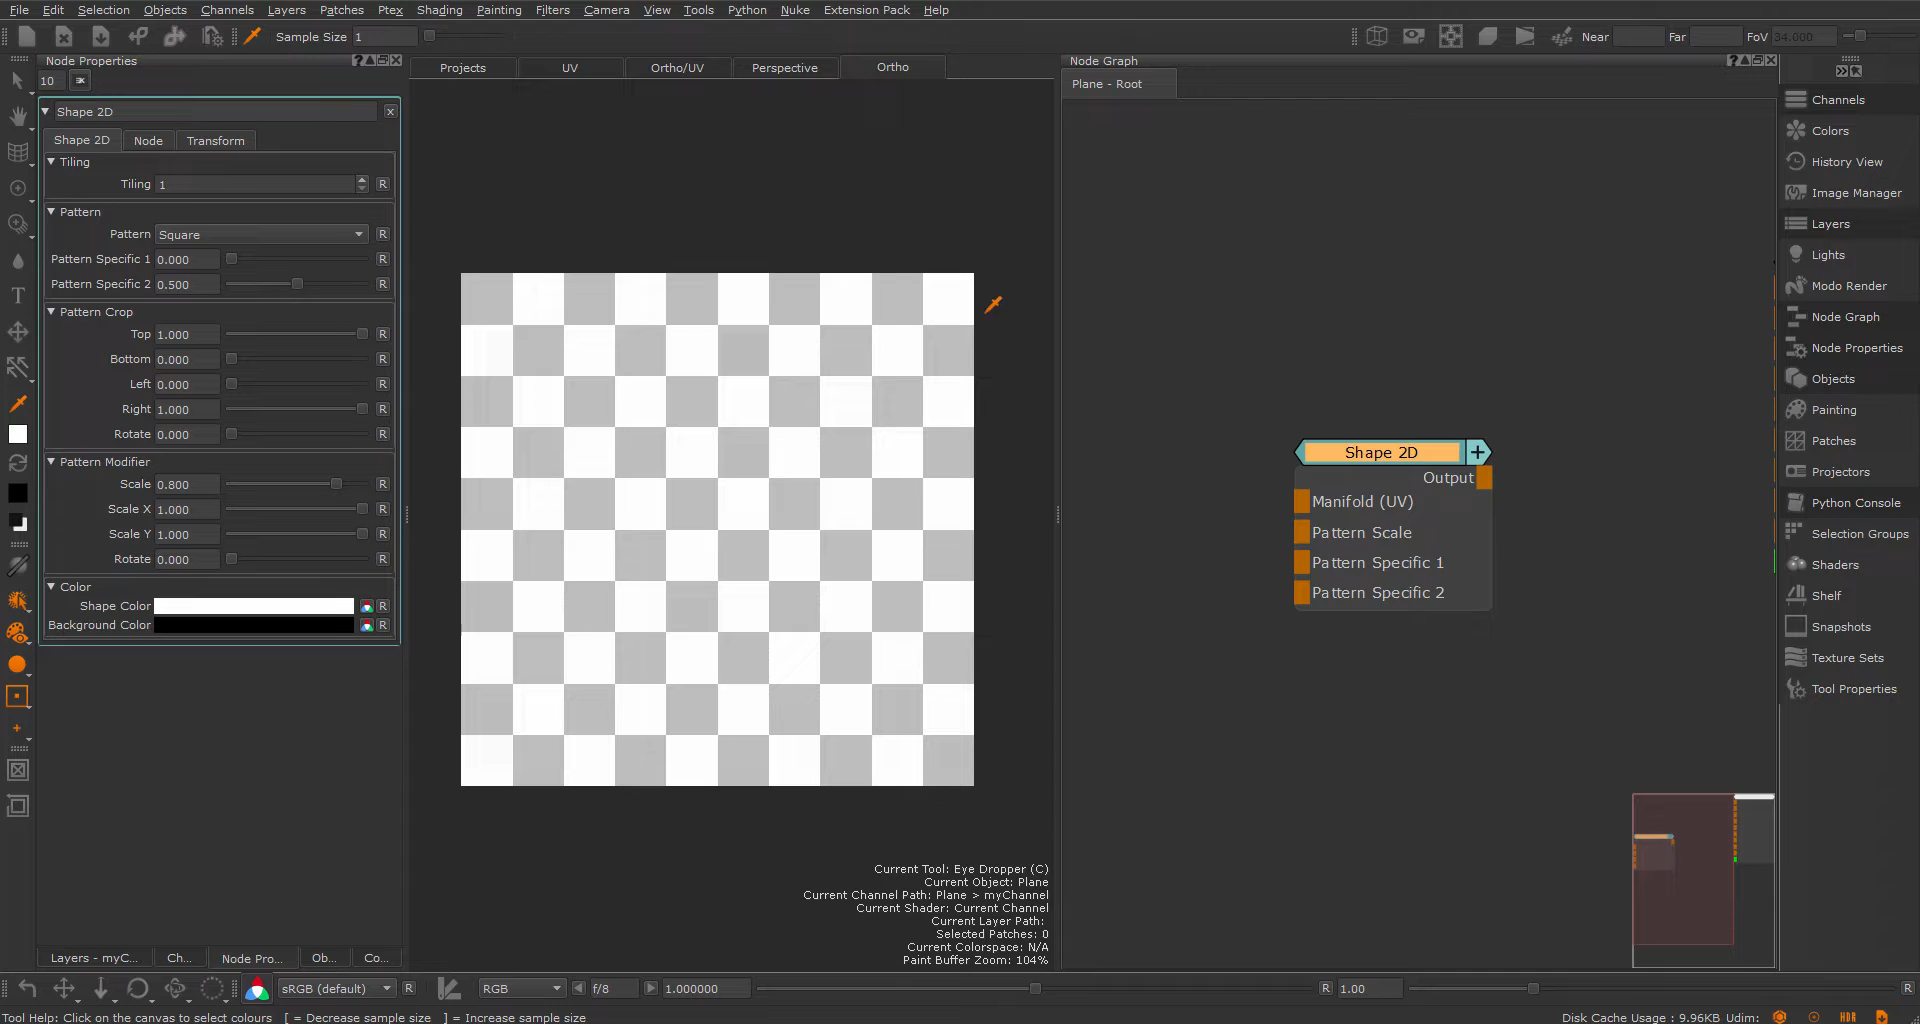 File Edit Selection Objects Channels Layers Patches Ptex Shading Painting Filters Camera View Tools Python Nuke Extension Pack Help
Sample Size 1
Near Far FoV 34.000
Node Properties
10
Shape 2D
Shape 2D Node Transform
Tiling
Tiling 1 R
Pattern
Pattern Square R
Pattern Specific 1 0.000 R
Pattern Specific 2 0.500 R
Pattern Crop
Top 1.000 R
Bottom 0.000 R
Left 0.000 R
Right 1.000 R
Rotate 0.000 R
Pattern Modifier
Scale 0.800 R
Scale X 1.000 R
Scale Y 1.000 R
Rotate 0.000 R
Color
Shape Color R
Background Color R
Layers - myC... Ch... Node Pro... Ob... Co...
Projects UV Ortho/UV Perspective Ortho
Current Tool: Eye Dropper (C)
Current Object: Plane
Current Channel Path: Plane > myChannel
Current Shader: Current Channel
Current Layer Path:
Selected Patches: 0
Current Colorspace: N/A
Paint Buffer Zoom: 104%
Node Graph
Plane - Root
Shape 2D +
Output
Manifold (UV)
Pattern Scale
Pattern Specific 1
Pattern Specific 2
Channels
Colors
History View
Image Manager
Layers
Lights
Modo Render
Node Graph
Node Properties
Objects
Painting
Patches
Projectors
Python Console
Selection Groups
Shaders
Shelf
Snapshots
Texture Sets
Tool Properties
sRGB (default) R RGB f/8 1.000000 R 1.00 R
Tool Help: Click on the canvas to select colours [ = Decrease sample size ] = Increase sample size
Disk Cache Usage : 9.96KB Udim: HDR